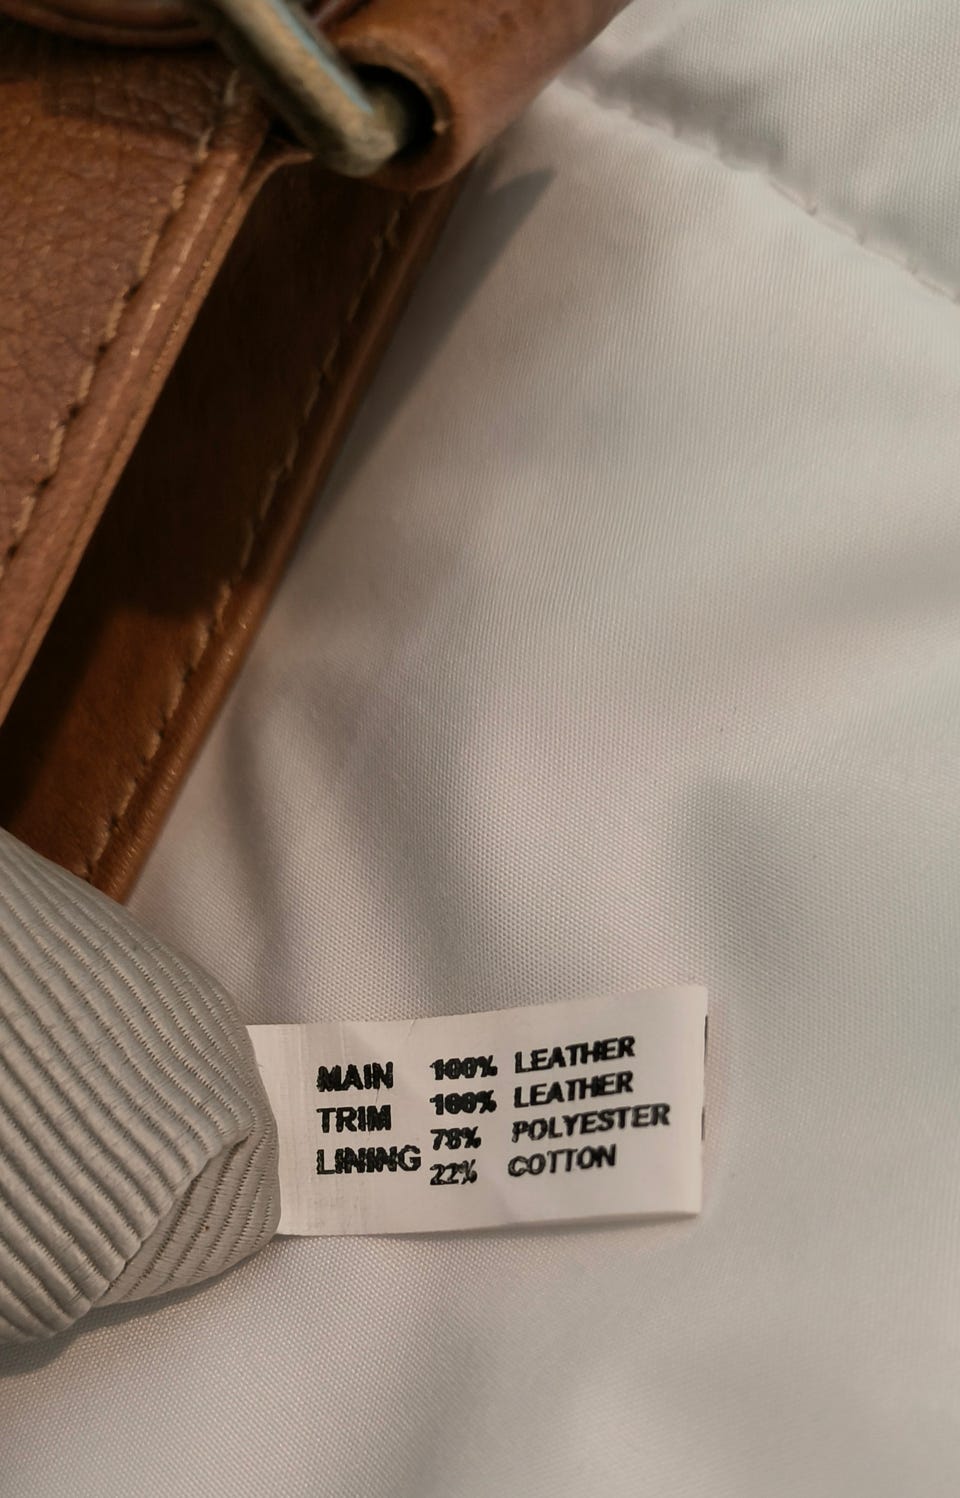 MAIN 100% LEATHER
TRIM 100% LEATHER
LINING 78% POLYESTER
22% COTTON